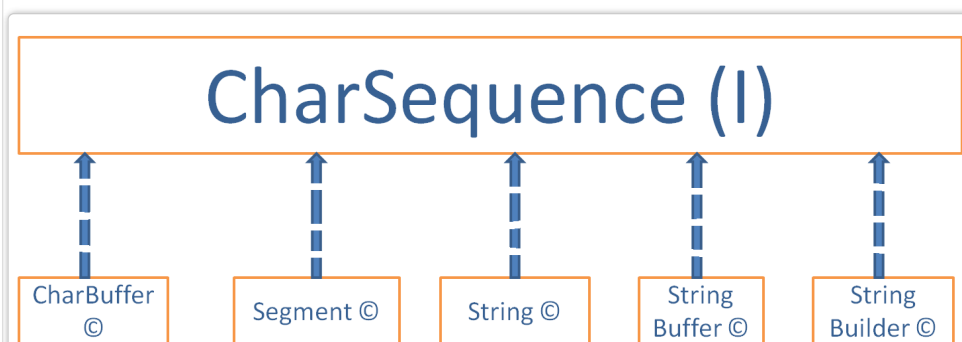 CharSequence (I)
CharBuffer
©
Segment ©
String ©
String
Buffer ©
String
Builder ©